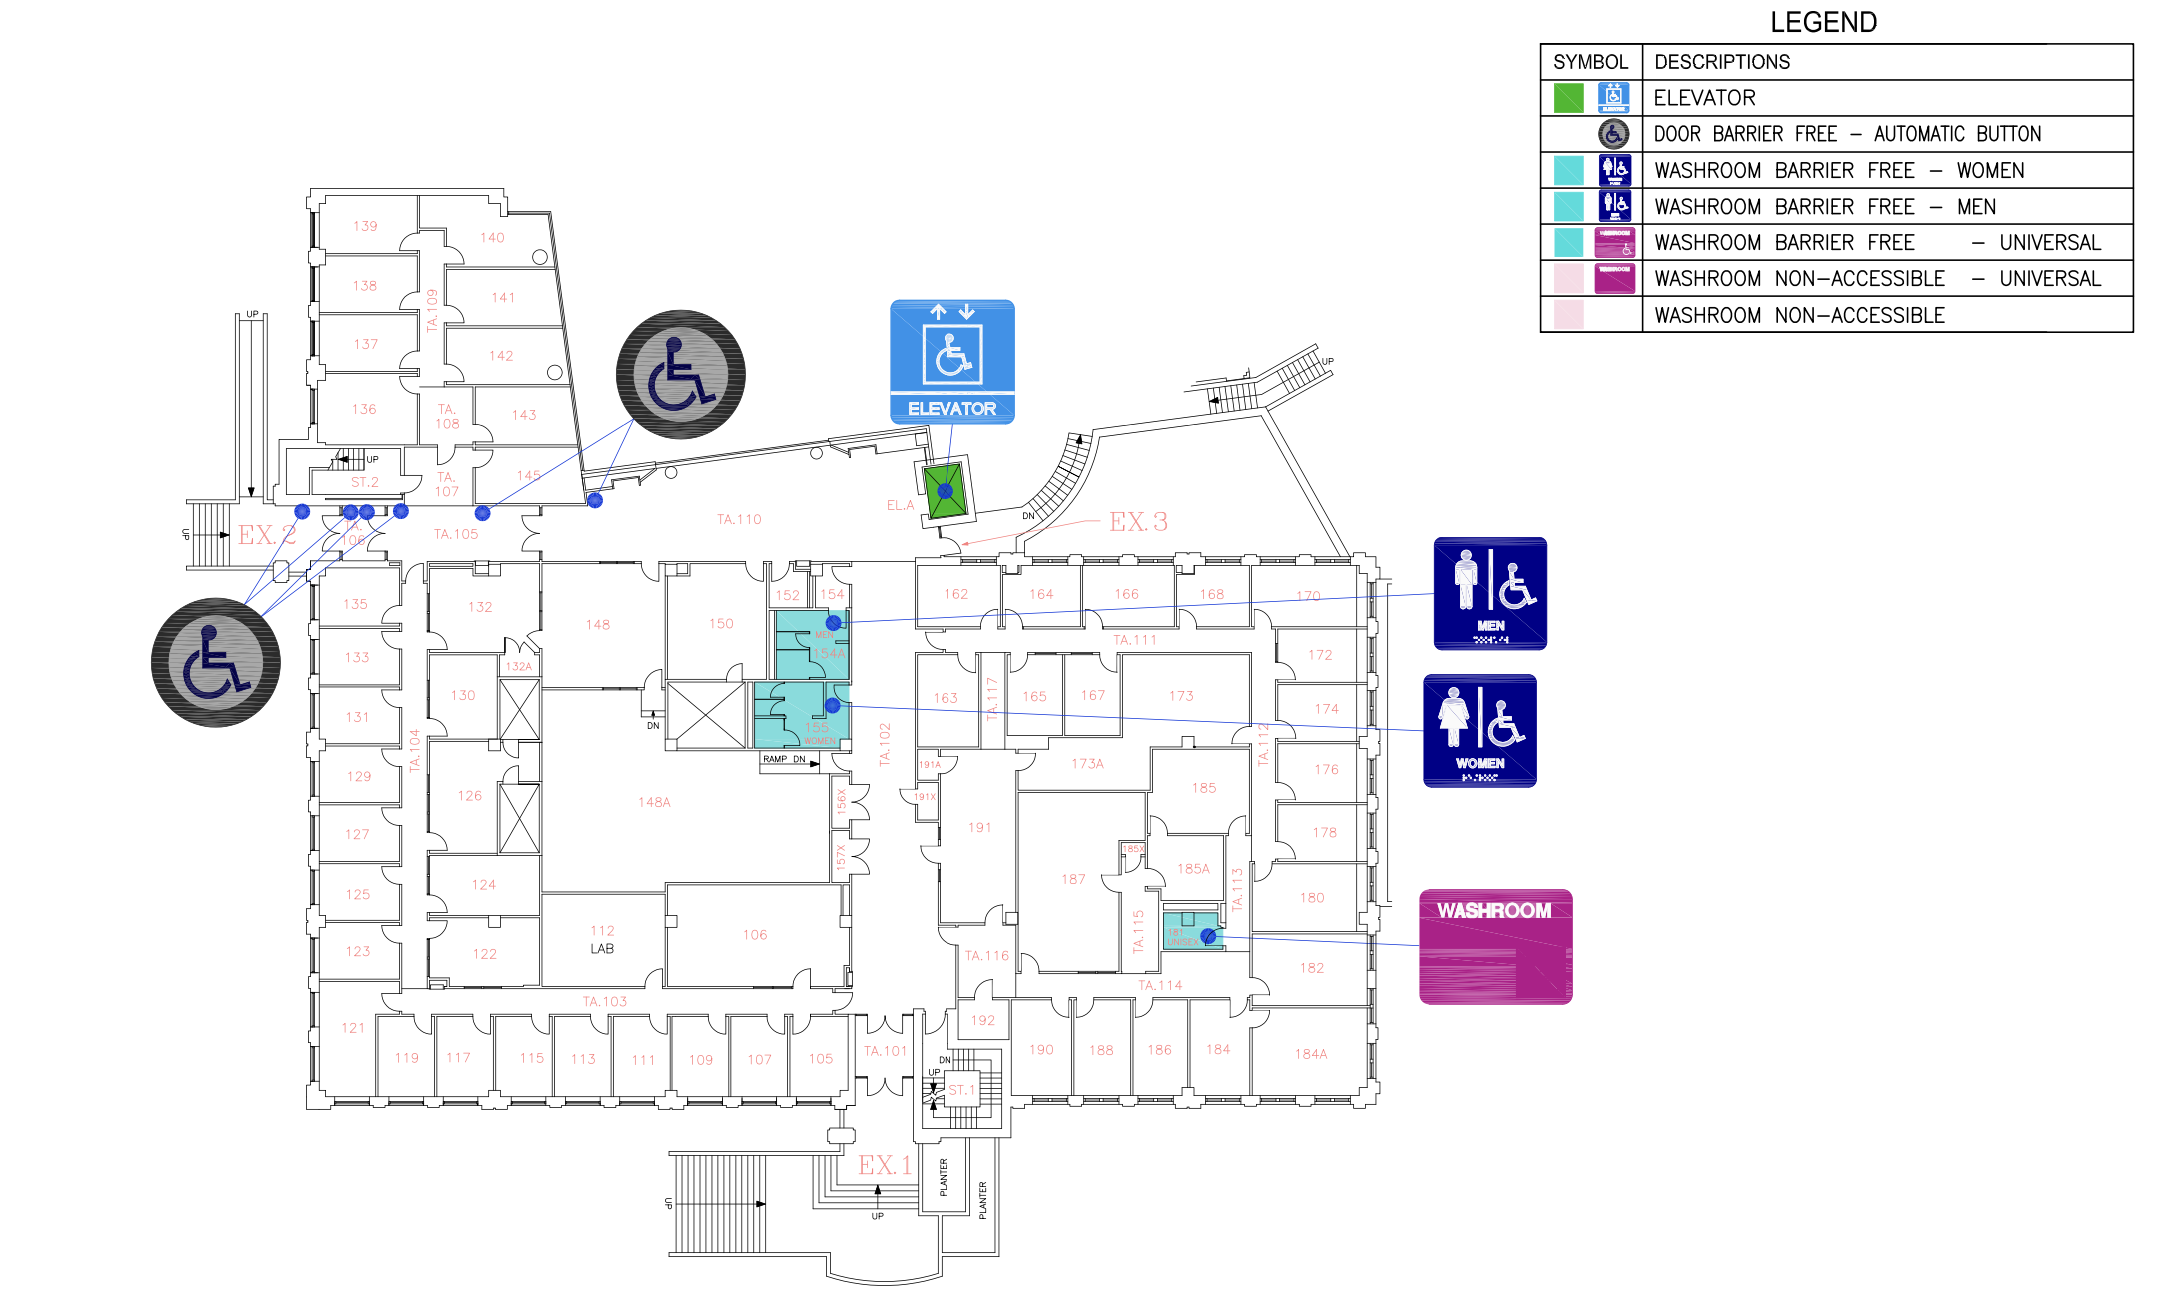 LEGEND
SYMBOL DESCRIPTIONS
ELEVATOR
DOOR BARRIER FREE - AUTOMATIC BUTTON
WASHROOM BARRIER FREE - WOMEN
WASHROOM BARRIER FREE - MEN
WASHROOM BARRIER FREE - UNIVERSAL
WASHROOM NON-ACCESSIBLE - UNIVERSAL
WASHROOM NON-ACCESSIBLE
139
140
138
141
TA.109
137
142
136
TA.
108
143
UP
UP
ST.2
TA.
107
145
ELEVATOR
UP
EL.A
DN
EX.3
TA.110
UP
EX.2
TA.
106
TA.105
135
132
148
150
152
154
162
164
166
168
170
MEN
154A
TA.111
MEN
133
132A
172
130
163
TA.117
165
167
173
131
174
155
WOMEN
WOMEN
DN
TA.104
TA.102
TA.112
RAMP DN
191A
173A
129
176
126
148A
156X
191X
185
127
191
178
157X
185X
125
124
187
185A
TA.113
180
112
LAB
106
TA.115
181
UNISEX
WASHROOM
123
122
TA.116
182
TA.103
TA.114
121
119
117
115
113
111
109
107
105
TA.101
192
190
188
186
184
184A
DN
UP
ST.1
EX.1
PLANTER
PLANTER
UP
UP